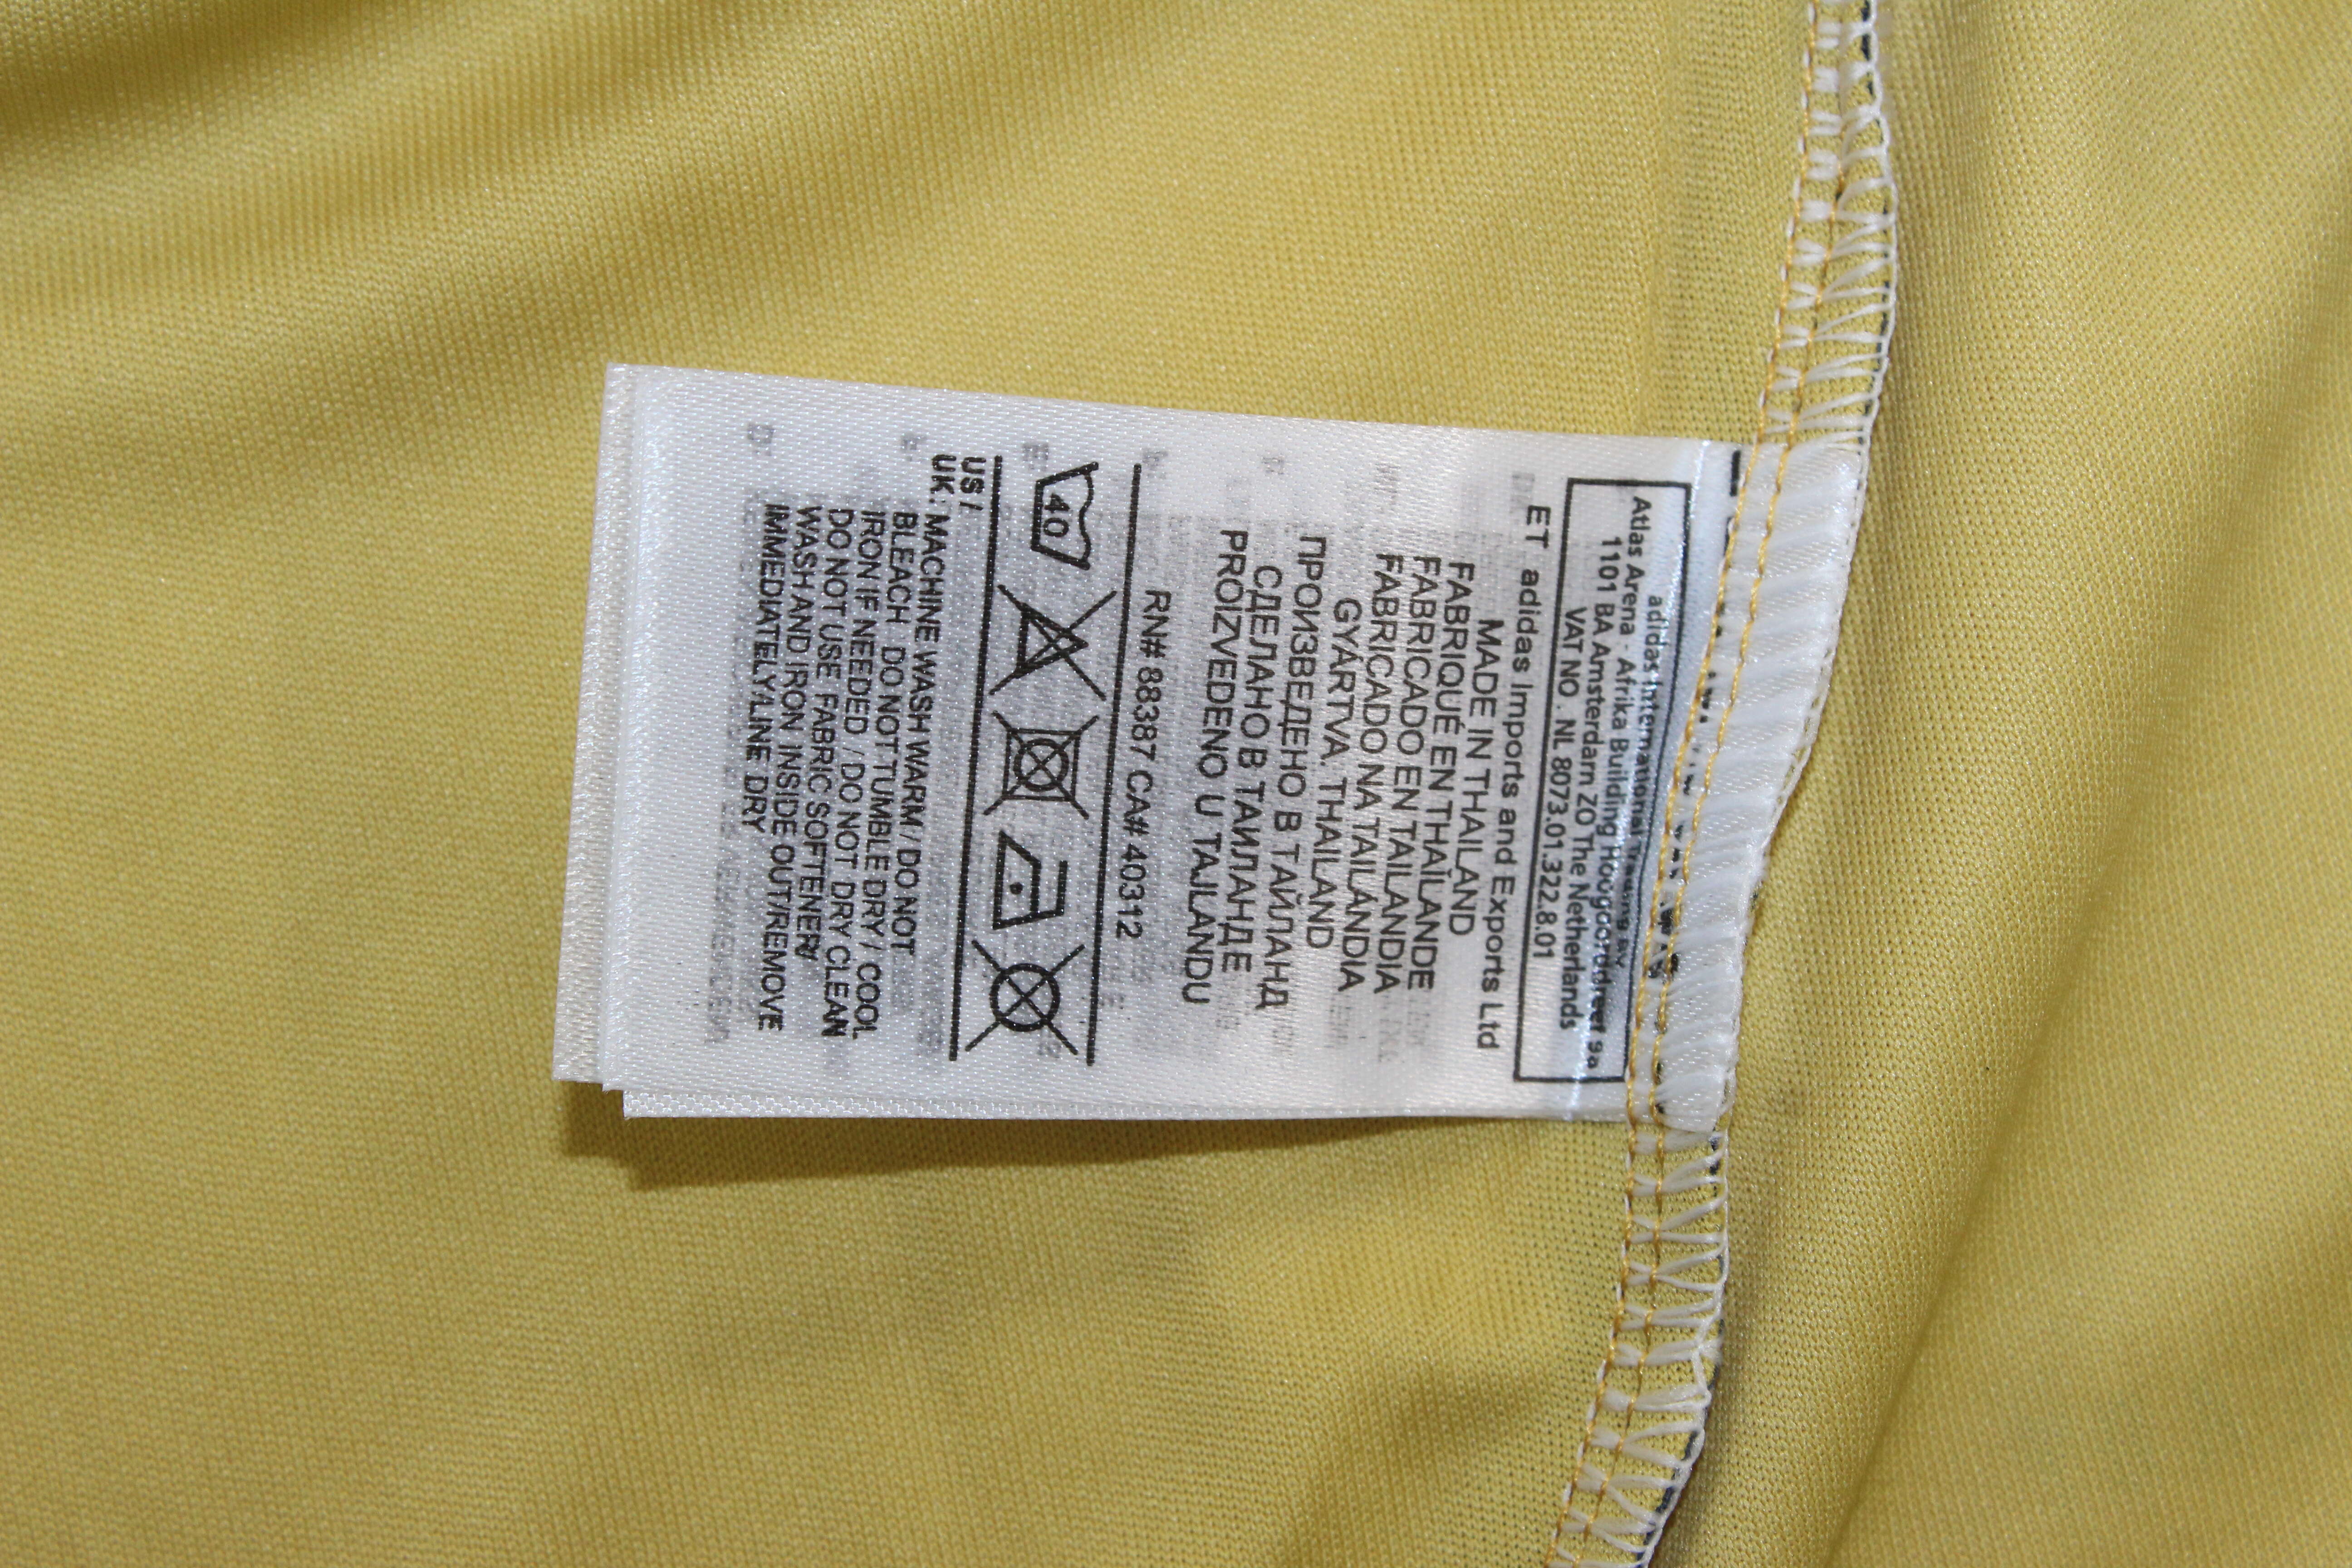 adidas International Trading BV
Atlas Arena - Afrika Building Hoogoorddreef 9a
1101 BA Amsterdam ZO The Netherlands
VAT NO . NL 8073.01.322.8.01
ET adidas Imports and Exports Ltd
MADE IN THAILAND
FABRIQUÉ EN THAÏLANDE
FABRICADO EN TAILANDIA
FABRICADO NA TAILÂNDIA
GYÁRTVA, THAILAND
ПРОИЗВЕДЕНО В ТАЙЛАНД
СДЕЛАНО В ТАИЛАНДЕ
PROIZVEDENO U TAJLANDU
RN# 88387 CA# 40312
40
US /
UK: MACHINE WASH WARM / DO NOT
BLEACH DO NOT TUMBLE DRY / COOL
IRON IF NEEDED / DO NOT DRY CLEAN
DO NOT USE FABRIC SOFTENER/
WASH AND IRON INSIDE OUT/REMOVE
IMMEDIATELY/LINE DRY